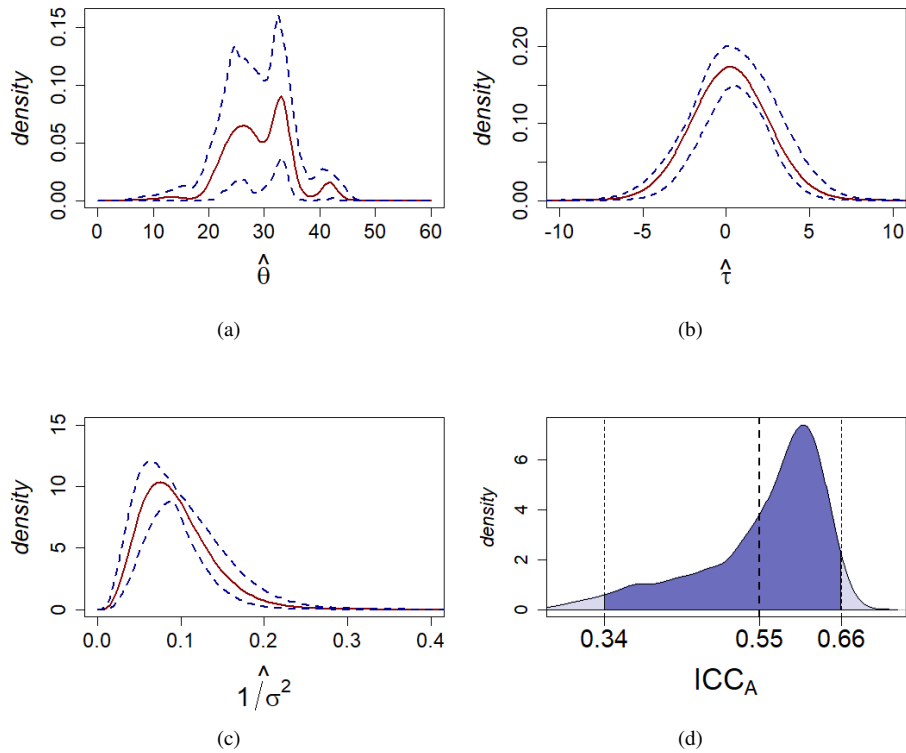 density
0.00 0.05 0.10 0.15
0 10 20 30 40 50 60
θ̂
(a)
density
0.00 0.10 0.20
-10 -5 0 5 10
τ̂
(b)
density
0 5 10 15
0.0 0.1 0.2 0.3 0.4
^
1/σ²
(c)
density
0 2 4 6
0.34 0.55 0.66
ICC_A
(d)